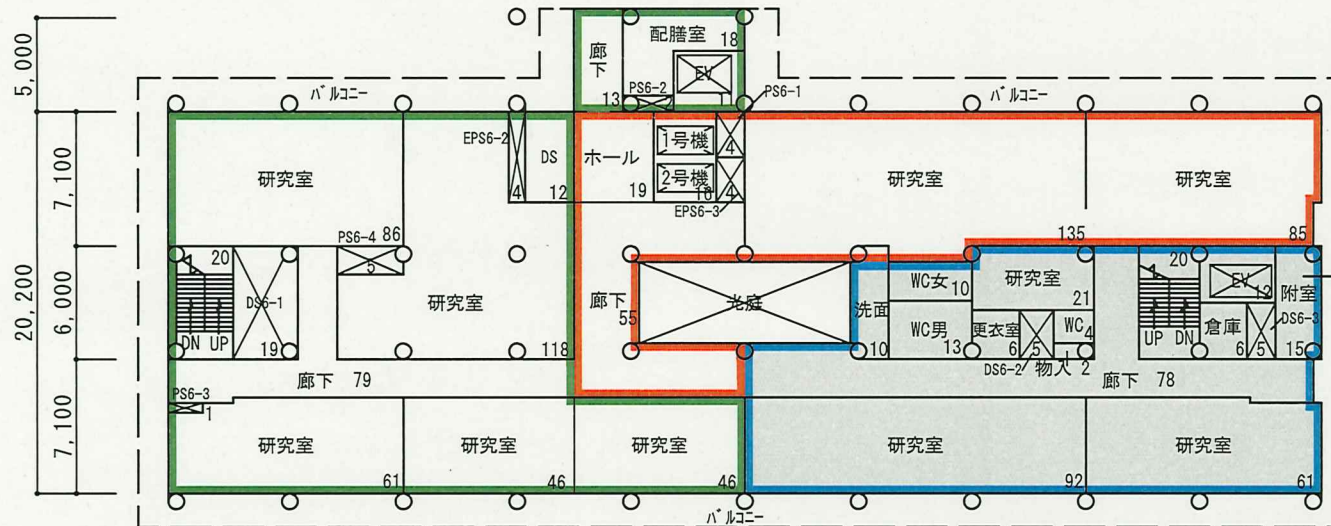 5,000
7,100
20,200
6,000
7,100
配膳室
18
廊下
EV
13
PS6-2
2
PS6-1
バルコニー
バルコニー
EPS6-2
DS
ホール
1号機
4
研究室
研究室
研究室
4
12
19
2号機
4
EPS6-3
86
PS6-4
5
135
85
20
研究室
DS6-1
廊下
55
光庭
洗面
WC女
10
研究室
21
20
EV
12
附室
DN
UP
19
118
10
WC男
13
更衣室
6
5
WC
4
UP
DN
倉庫
6
5
DS6-3
15
DS6-2
物入
2
廊下
79
廊下
78
PS6-3
1
研究室
研究室
研究室
研究室
研究室
61
46
46
92
61
バルコニー